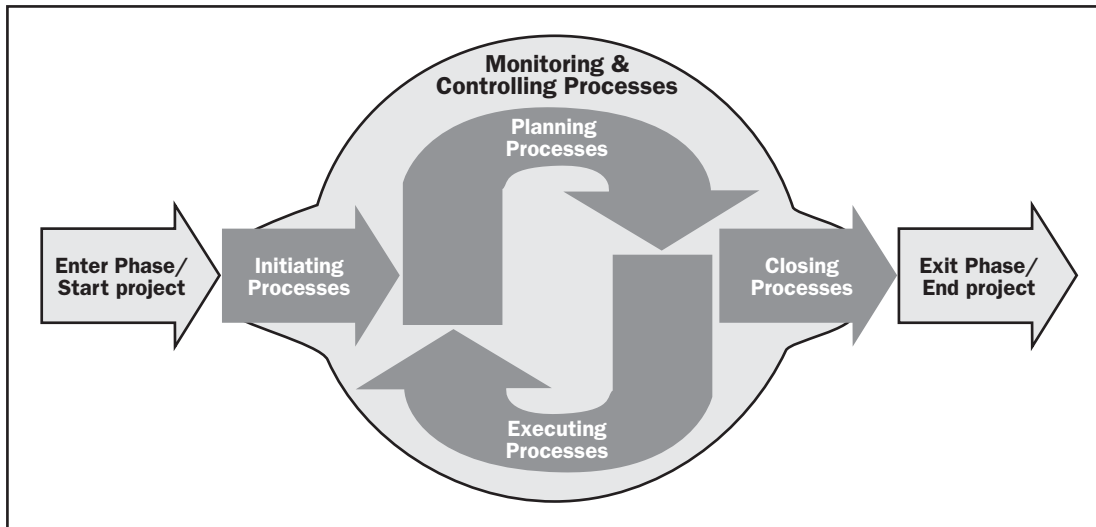 Monitoring &
Controlling Processes
Planning
Processes
Enter Phase/
Start project
Initiating
Processes
Closing
Processes
Exit Phase/
End project
Executing
Processes